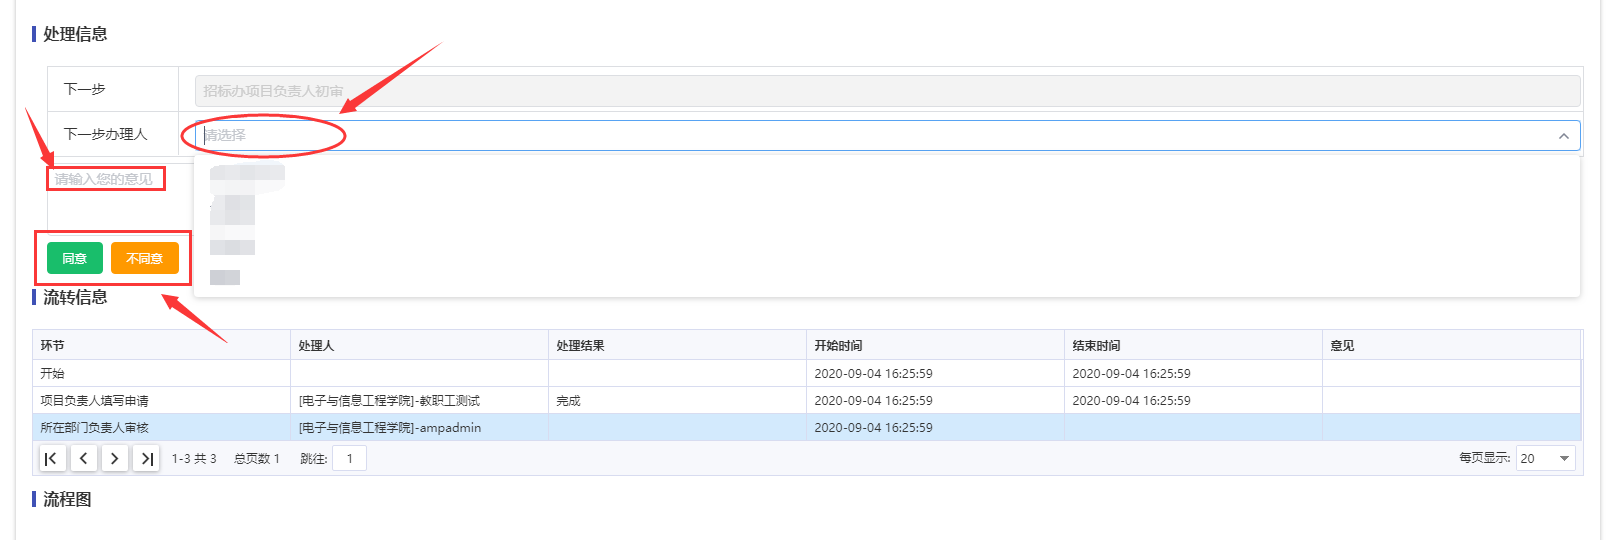 处理信息
下一步 招标办项目负责人初审
下一步办理人 请选择
请输入您的意见
同意 不同意
流转信息
环节 处理人 处理结果 开始时间 结束时间 意见
开始 2020-09-04 16:25:59 2020-09-04 16:25:59
项目负责人填写申请 [电子与信息工程学院]-教职工测试 完成 2020-09-04 16:25:59 2020-09-04 16:25:59
所在部门负责人审核 [电子与信息工程学院]-ampadmin 2020-09-04 16:25:59
1-3 共 3 总页数 1 跳往: 1 每页显示: 20
流程图